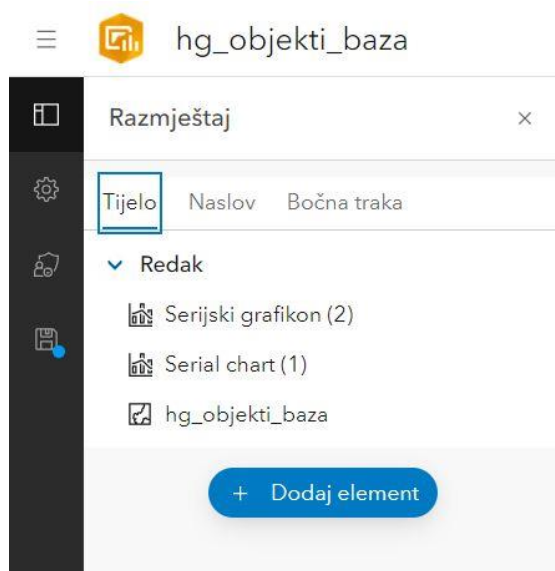 hg_objekti_baza
Razmještaj
Tijelo Naslov Bočna traka
Redak
Serijski grafikon (2)
Serial chart (1)
hg_objekti_baza
+ Dodaj element